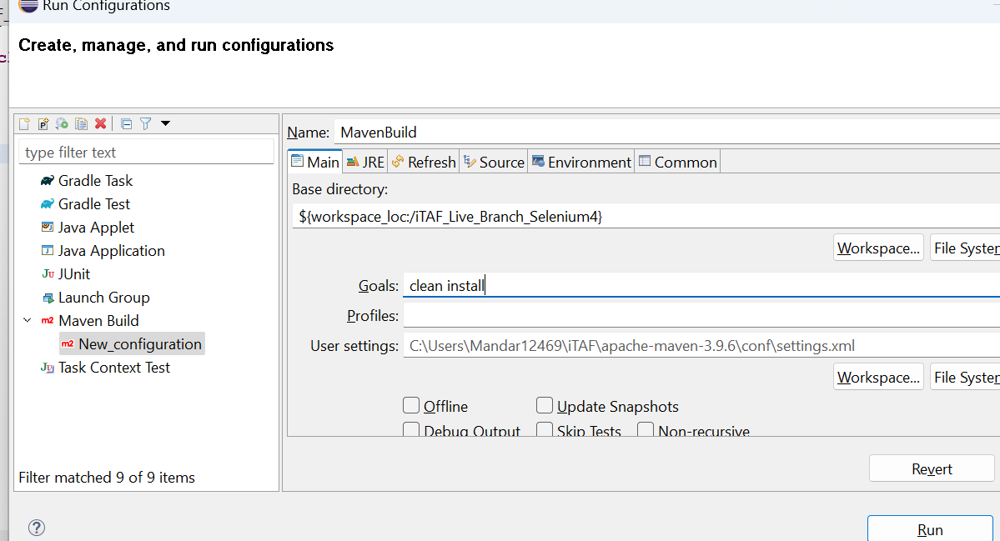 Run Configurations
Create, manage, and run configurations
type filter text
Gradle Task
Gradle Test
Java Applet
Java Application
JUnit
Launch Group
Maven Build
New_configuration
Task Context Test
Filter matched 9 of 9 items
Name: MavenBuild
Main JRE Refresh Source Environment Common
Base directory:
${workspace_loc:/iTAF_Live_Branch_Selenium4}
Workspace... File System
Goals: clean install
Profiles:
User settings: C:\Users\Mandar12469\iTAF\apache-maven-3.9.6\conf\settings.xml
Workspace... File System
Offline Update Snapshots
Debug Output Skip Tests Non-recursive
Revert
Run